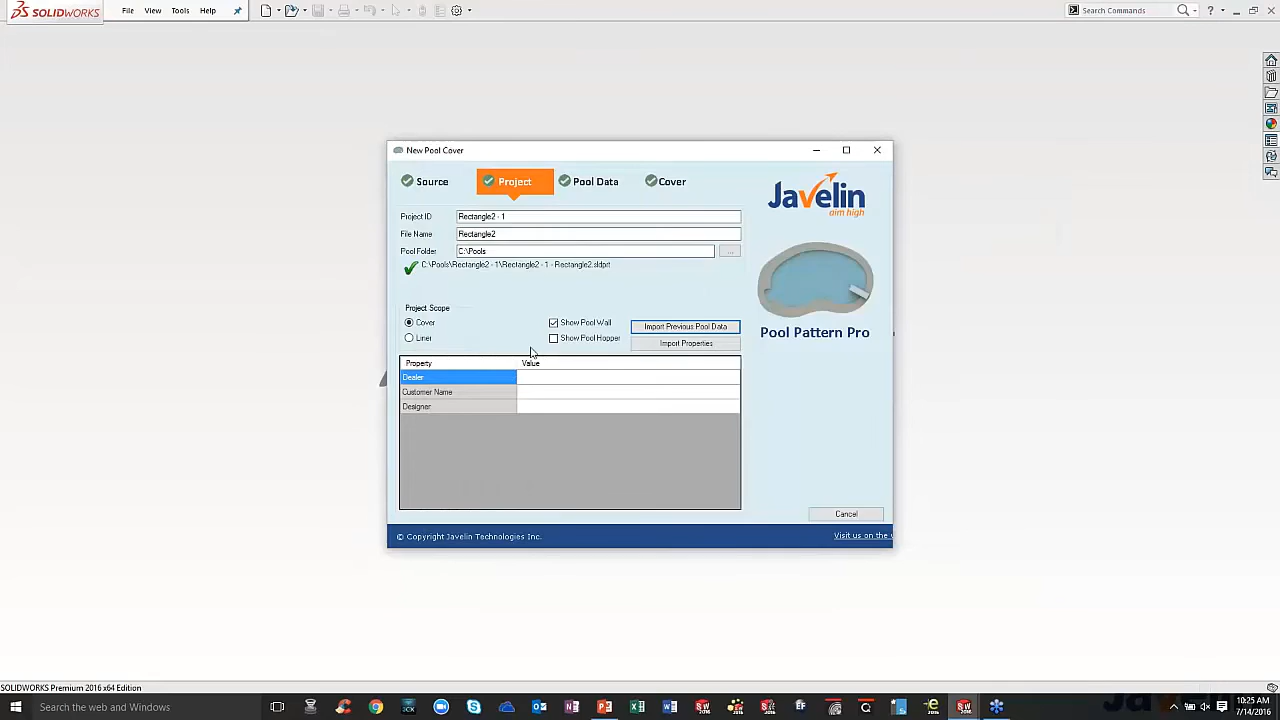 SOLIDWORKS
File View Tools Help
Search Commands
New Pool Cover
Source Project Pool Data Cover
Javelin
aim high
Project ID Rectangle2 - 1
File Name Rectangle2
Pool Folder C:\Pools ...
C:\Pools\Rectangle2 - 1\Rectangle2 - 1 - Rectangle2.sldprt
Project Scope
Cover Show Pool Wall Import Previous Pool Data
Liner Show Pool Hopper Import Properties
Pool Pattern Pro
Property Value
Dealer
Customer Name
Designer
Cancel
© Copyright Javelin Technologies Inc. Visit us on the
SOLIDWORKS Premium 2016 x64 Edition
Search the web and Windows
10:25 AM
7/14/2016